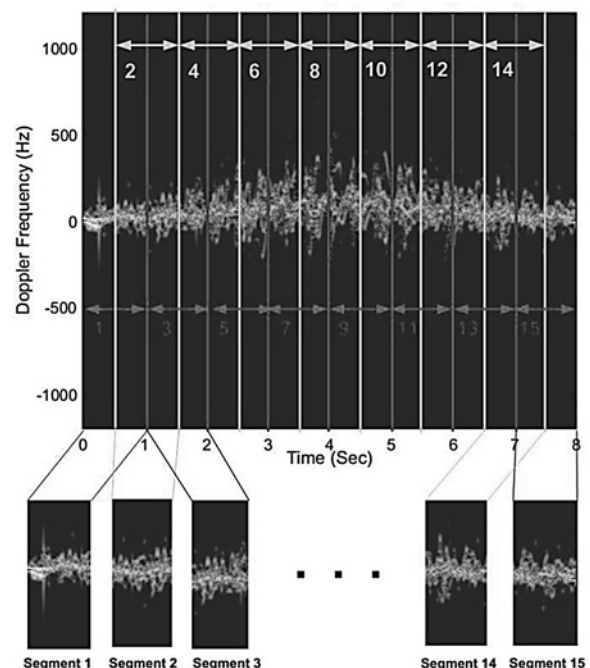 1000
2 4 6 8 10 12 14
500
Doppler Frequency (Hz)
0
-500
1 3 5 7 9 11 13 15
-1000
0 1 2 3 4 5 6 7 8
Time (Sec)
Segment 1 Segment 2 Segment 3 Segment 14 Segment 15